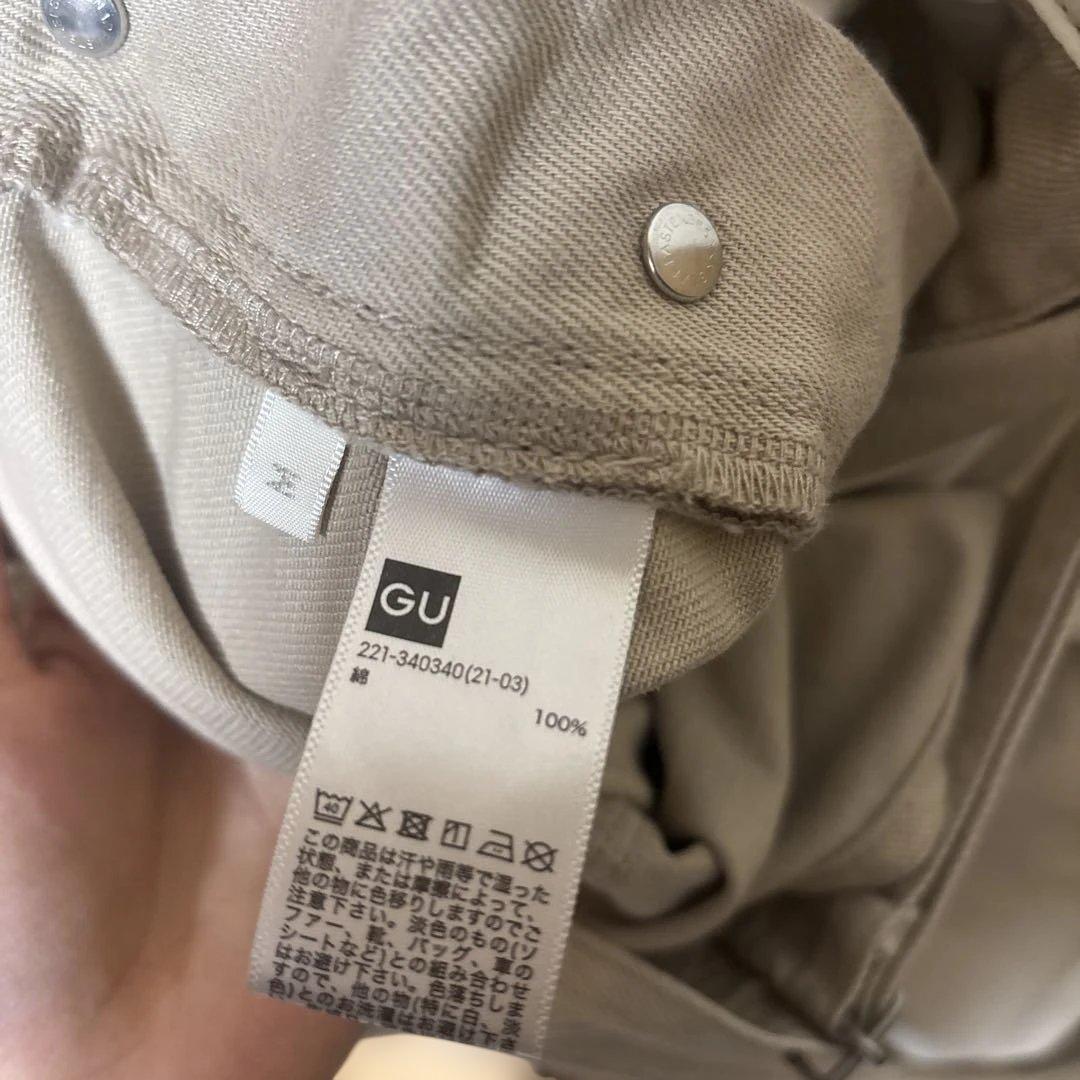 M
GU
221-340340(21-03)
綿
100%
40
この商品は汗や雨等で湿った
状態、または摩擦によって、
他の物に色移りしますのでご
注意下さい。淡色のもの(ソ
ファー、靴、バッグ、車の
シートなど)との組み合わせ
はお避け下さい。色落ちしま
すので、他の物(特に白、淡
色)とのお洗濯はお避け下さ